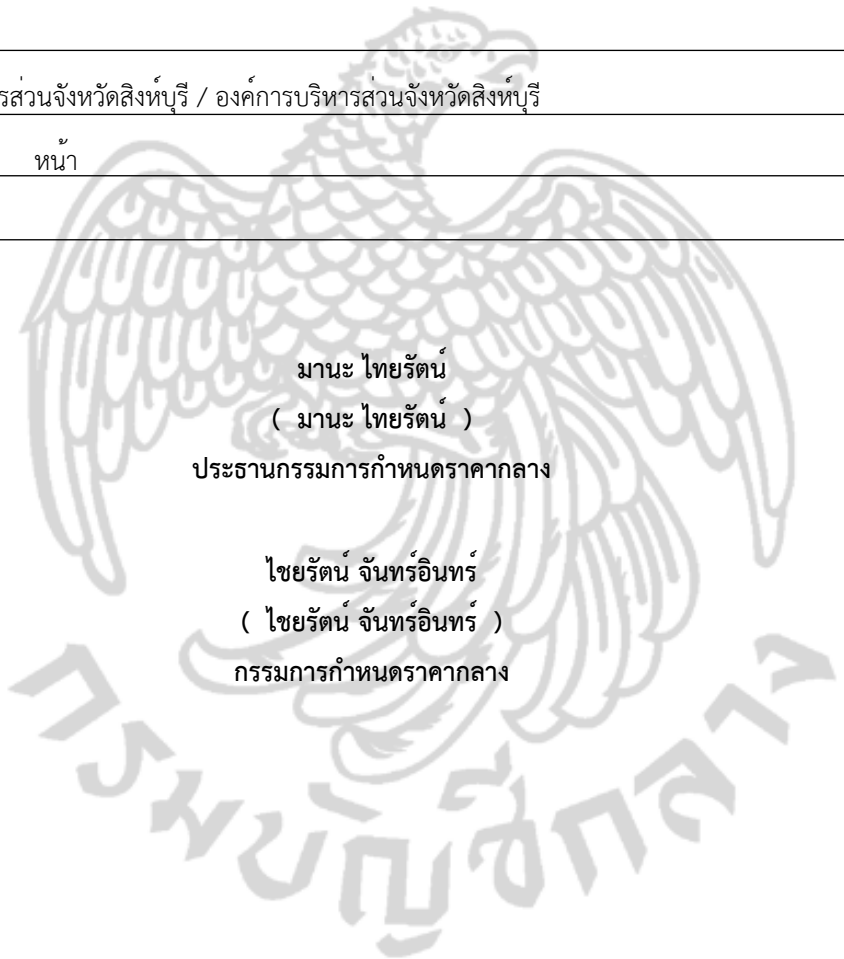 รส่วนจังหวัดสิงห์บุรี / องค์การบริหารส่วนจังหวัดสิงห์บุรี
หน้า
มานะ ไทยรัตน์
( มานะ ไทยรัตน์ )
ประธานกรรมการกำหนดราคากลาง
ไชยรัตน์ จันทร์อินทร์
( ไชยรัตน์ จันทร์อินทร์ )
กรรมการกำหนดราคากลาง
กรมบัญชีกลาง